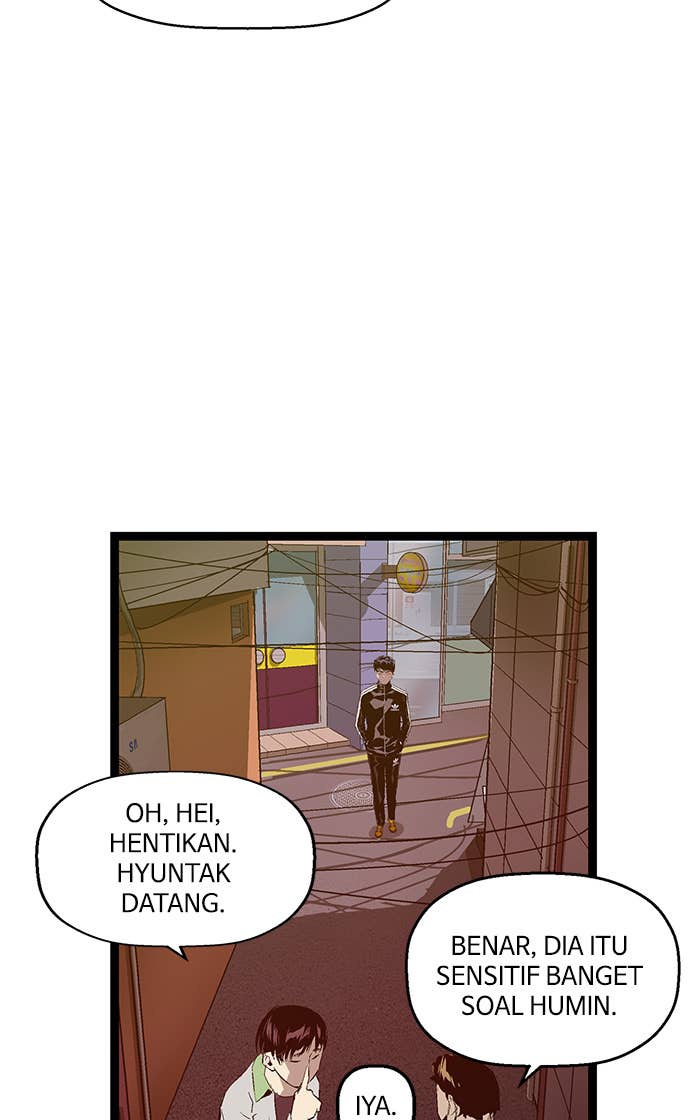 OH, HEI,
HENTIKAN.
HYUNTAK
DATANG.
BENAR, DIA ITU
SENSITIF BANGET
SOAL HUMIN.
IYA.